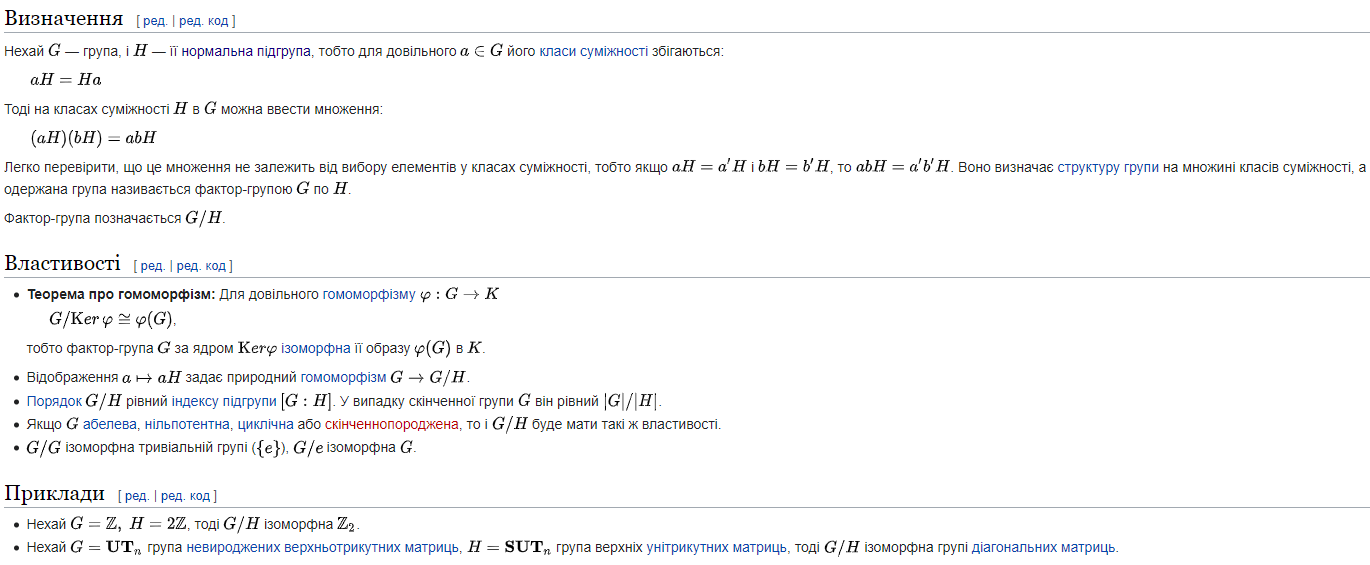 Визначення [ ред. | ред. код ]
Нехай G — група, і H — її нормальна підгрупа, тобто для довільного a ∈ G його класи суміжності збігаються:
aH = Ha
Тоді на класах суміжності H в G можна ввести множення:
(aH)(bH) = abH
Легко перевірити, що це множення не залежить від вибору елементів у класах суміжності, тобто якщо aH = a′H і bH = b′H, то abH = a′b′H. Воно визначає структуру групи на множині класів суміжності, а
одержана група називається фактор-групою G по H.
Фактор-група позначається G/H.
Властивості [ ред. | ред. код ]
• Теорема про гомоморфізм: Для довільного гомоморфізму φ : G → K
G/Ker φ ≅ φ(G),
тобто фактор-група G за ядром Kerφ ізоморфна її образу φ(G) в K.
• Відображення a ↦ aH задає природний гомоморфізм G → G/H.
• Порядок G/H рівний індексу підгрупи [G : H]. У випадку скінченної групи G він рівний |G|/|H|.
• Якщо G абелева, нільпотентна, циклічна або скінченнопороджена, то і G/H буде мати такі ж властивості.
• G/G ізоморфна тривіальній групі ({e}), G/e ізоморфна G.
Приклади [ ред. | ред. код ]
• Нехай G = ℤ, H = 2ℤ, тоді G/H ізоморфна ℤ₂.
• Нехай G = UTₙ група невироджених верхньотрикутних матриць, H = SUTₙ група верхніх унітрикутних матриць, тоді G/H ізоморфна групі діагональних матриць.